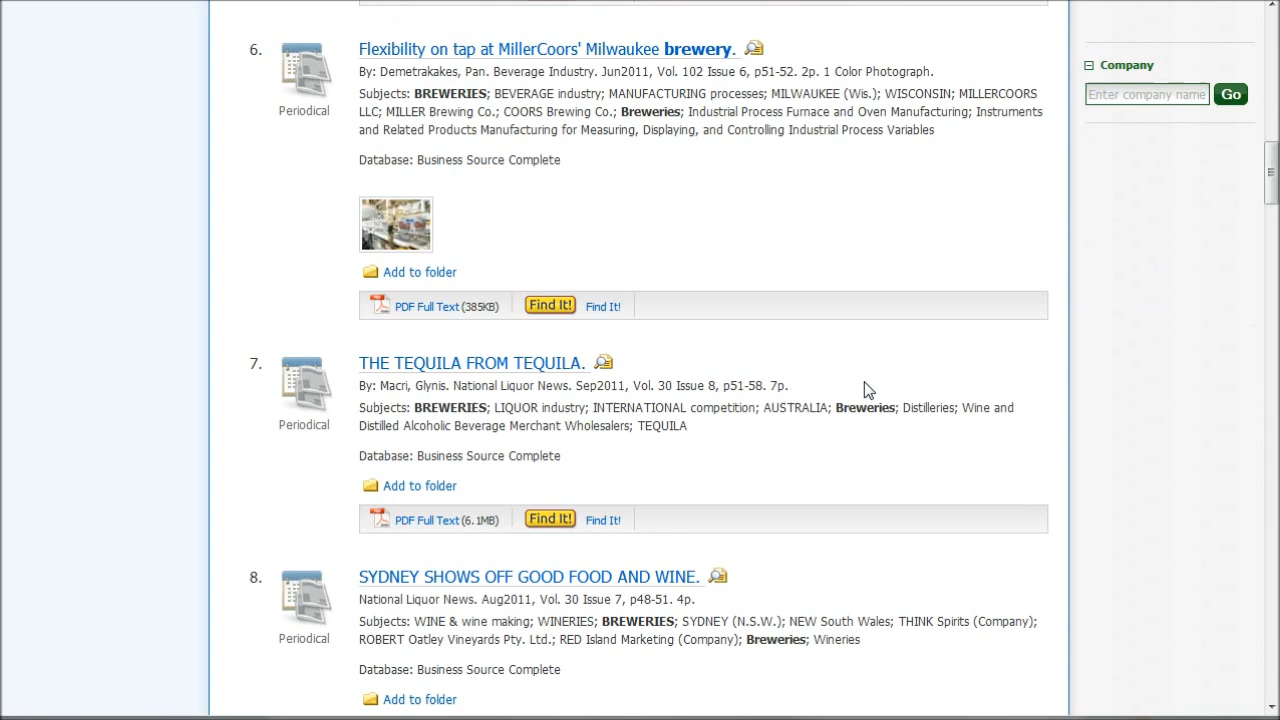 6.
Flexibility on tap at MillerCoors' Milwaukee brewery.
By: Demetrakakes, Pan. Beverage Industry. Jun2011, Vol. 102 Issue 6, p51-52. 2p. 1 Color Photograph.
Subjects: BREWERIES; BEVERAGE industry; MANUFACTURING processes; MILWAUKEE (Wis.); WISCONSIN; MILLERCOORS
LLC; MILLER Brewing Co.; COORS Brewing Co.; Breweries; Industrial Process Furnace and Oven Manufacturing; Instruments
and Related Products Manufacturing for Measuring, Displaying, and Controlling Industrial Process Variables
Periodical
Database: Business Source Complete
Add to folder
PDF Full Text (385KB) Find It! Find It!
7.
THE TEQUILA FROM TEQUILA.
By: Macri, Glynis. National Liquor News. Sep2011, Vol. 30 Issue 8, p51-58. 7p.
Subjects: BREWERIES; LIQUOR industry; INTERNATIONAL competition; AUSTRALIA; Breweries; Distilleries; Wine and
Distilled Alcoholic Beverage Merchant Wholesalers; TEQUILA
Periodical
Database: Business Source Complete
Add to folder
PDF Full Text (6.1MB) Find It! Find It!
8.
SYDNEY SHOWS OFF GOOD FOOD AND WINE.
National Liquor News. Aug2011, Vol. 30 Issue 7, p48-51. 4p.
Subjects: WINE & wine making; WINERIES; BREWERIES; SYDNEY (N.S.W.); NEW South Wales; THINK Spirits (Company);
ROBERT Oatley Vineyards Pty. Ltd.; RED Island Marketing (Company); Breweries; Wineries
Periodical
Database: Business Source Complete
Add to folder
Company
Enter company name Go